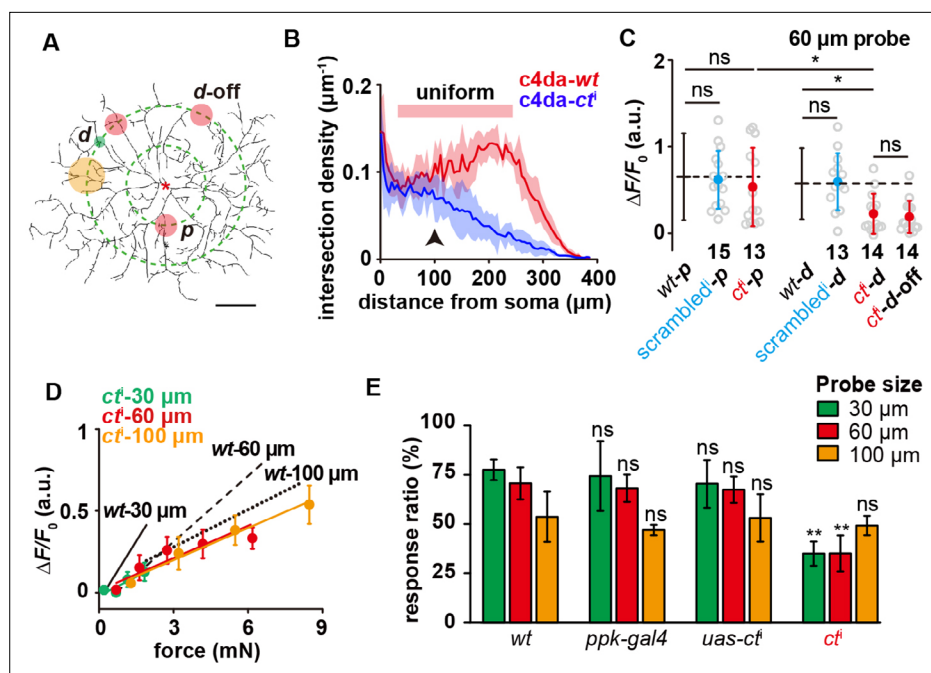 A
d
d-off
p
*
B
c4da-wt
c4da-ctⁱ
uniform
intersection density (μm⁻¹)
0.2
0.1
0
0 100 200 300 400
distance from soma (μm)
C
60 μm probe
ns
*
ns
*
ns
ns
ΔF/F₀ (a.u.)
2
1
0
15 13 13 14 14
wt-p
scrambledⁱ-p
ctⁱ-p
wt-d
scrambledⁱ-d
ctⁱ-d
ctⁱ-d-off
D
ctⁱ-30 μm
ctⁱ-60 μm
ctⁱ-100 μm
wt-60 μm
wt-100 μm
wt-30 μm
ΔF/F₀ (a.u.)
1
0.5
0
0 3 6 9
force (mN)
E
Probe size
30 μm
60 μm
100 μm
response ratio (%)
100
75
50
25
0
ns ns ns
ns ns ns
** ** ns
wt ppk-gal4 uas-ctⁱ ctⁱ